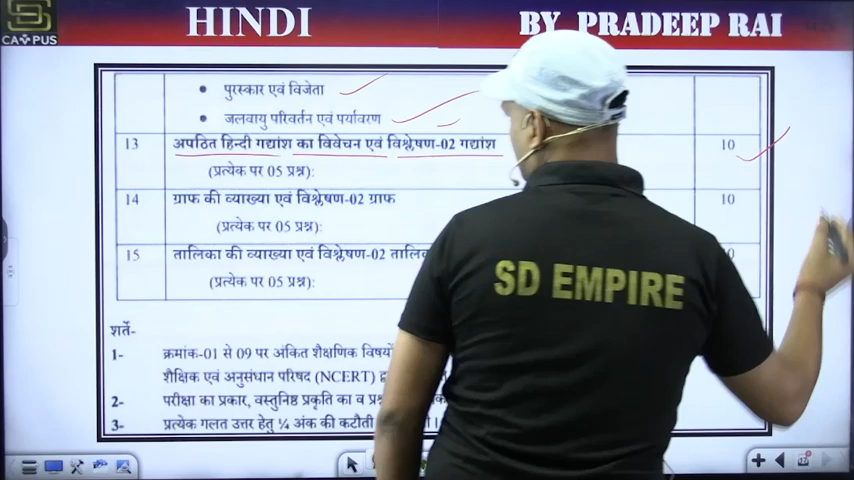 SD
CAMPUS
HINDI BY PRADEEP RAI
• पुरस्कार एवं विजेता
• जलवायु परिवर्तन एवं पर्यावरण
13 अपठित हिन्दी गद्यांश का विवेचन एवं विश्लेषण-02 गद्यांश 10
(प्रत्येक पर 05 प्रश्न):
14 ग्राफ की व्याख्या एवं विश्लेषण-02 ग्राफ 10
(प्रत्येक पर 05 प्रश्न):
15 तालिका की व्याख्या एवं विश्लेषण-02
(प्रत्येक पर 05 प्रश्न):
शर्तें-
1- क्रमांक-01 से 09 पर अंकित शैक्षणिक
शैक्षिक एवं अनुसंधान परिषद (NCERT)
2- परीक्षा का प्रकार, वस्तुनिष्ठ प्रकृति का व
3- प्रत्येक गलत उत्तर हेतु ¼ अंक की कटौती
SD EMPIRE